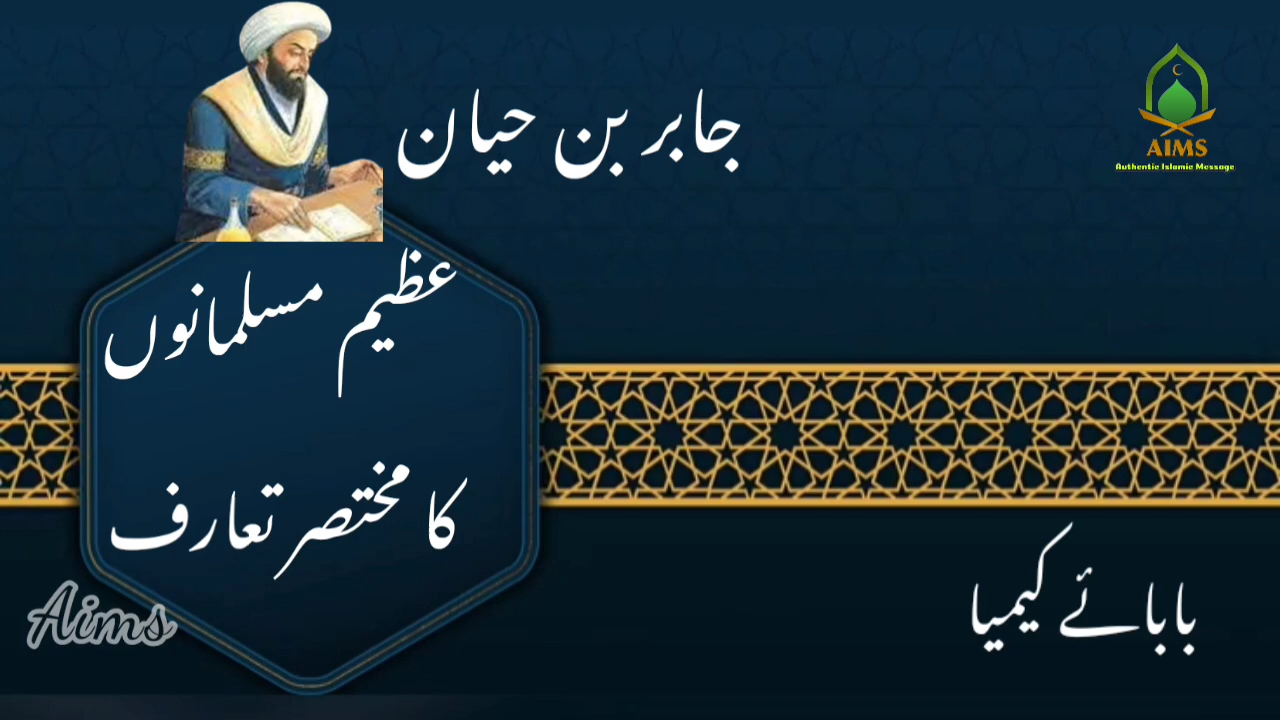 جابر بن حیان
AIMS
Authentic Islamic Message
عظیم مسلمانوں
کا مختصر تعارف
بابائے کیمیا
Aims